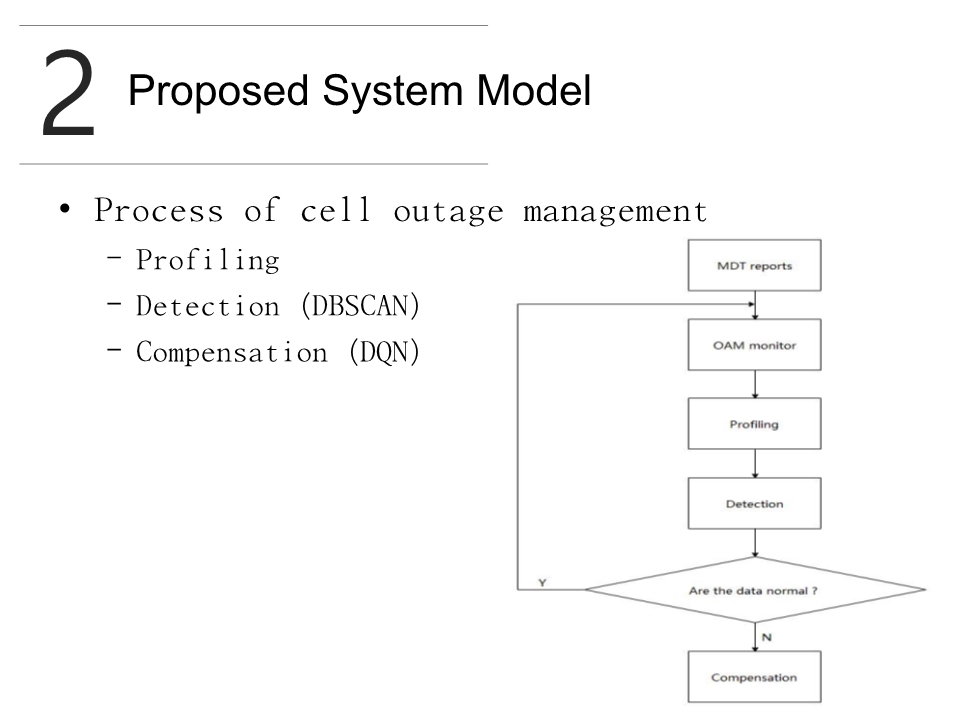 2
Proposed System Model
• Process of cell outage management
– Profiling
– Detection (DBSCAN)
– Compensation (DQN)
MDT reports
OAM monitor
Profiling
Detection
Are the data normal ?
Y
N
Compensation